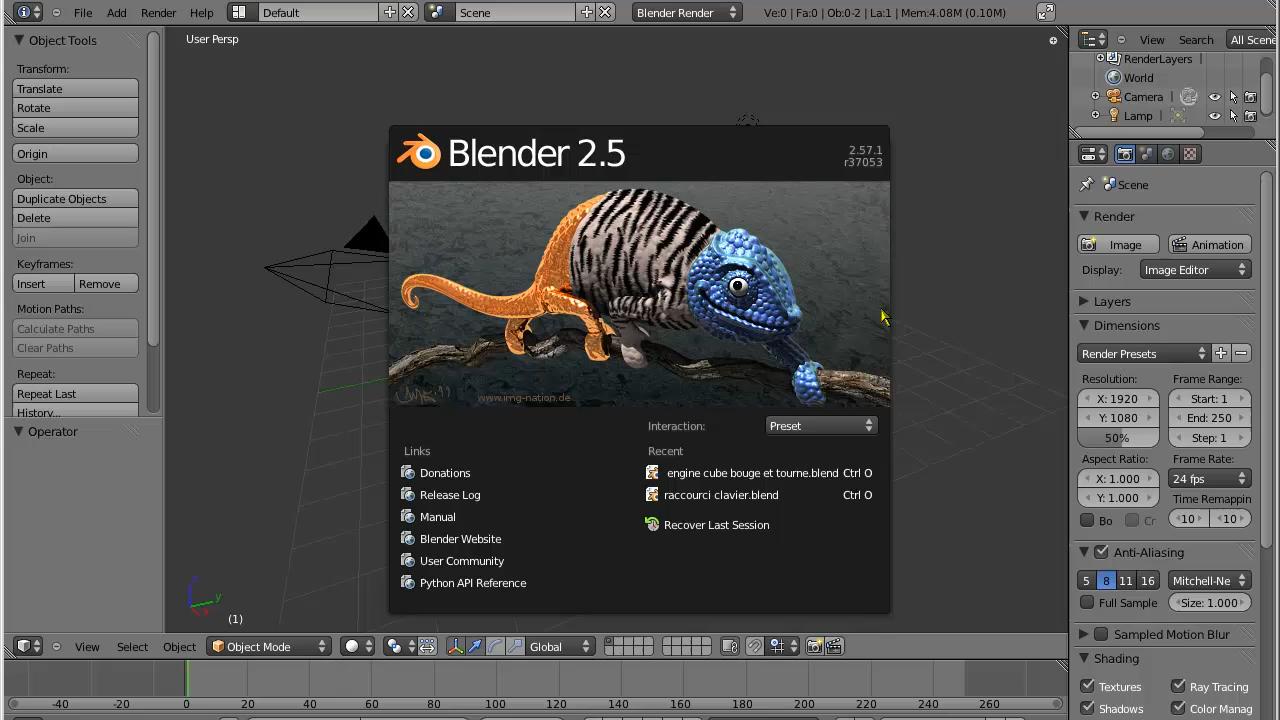 File Add Render Help Default Scene Blender Render Ve:0 | Fa:0 | Ob:0-2 | La:1 | Mem:4.08M (0.10M)
Object Tools
Transform:
Translate
Rotate
Scale
Origin
Object:
Duplicate Objects
Delete
Join
Keyframes:
Insert Remove
Motion Paths:
Calculate Paths
Clear Paths
Repeat:
Repeat Last
History...
Operator
User Persp
Blender 2.5
2.57.1
r37053
www.img-nation.de
Interaction: Preset
Links
Donations
Release Log
Manual
Blender Website
User Community
Python API Reference
Recent
engine cube bouge et tourne.blend Ctrl O
raccourci clavier.blend Ctrl O
Recover Last Session
z
y
x
(1)
View Select Object Object Mode Global
-40 -20 0 20 40 60 80 100 120 140 160 180 200 220 240 260
View Search All Scene
RenderLayers
World
Camera
Lamp
Scene
Render
Image Animation
Display: Image Editor
Layers
Dimensions
Render Presets
Resolution: Frame Range:
X: 1920 Start: 1
Y: 1080 End: 250
50% Step: 1
Aspect Ratio: Frame Rate:
X: 1.000 24 fps
Y: 1.000 Time Remappin
Bo Cr 10 10
Anti-Aliasing
5 8 11 16 Mitchell-Ne
Full Sample Size: 1.000
Sampled Motion Blur
Shading
Textures Ray Tracing
Shadows Color Manag